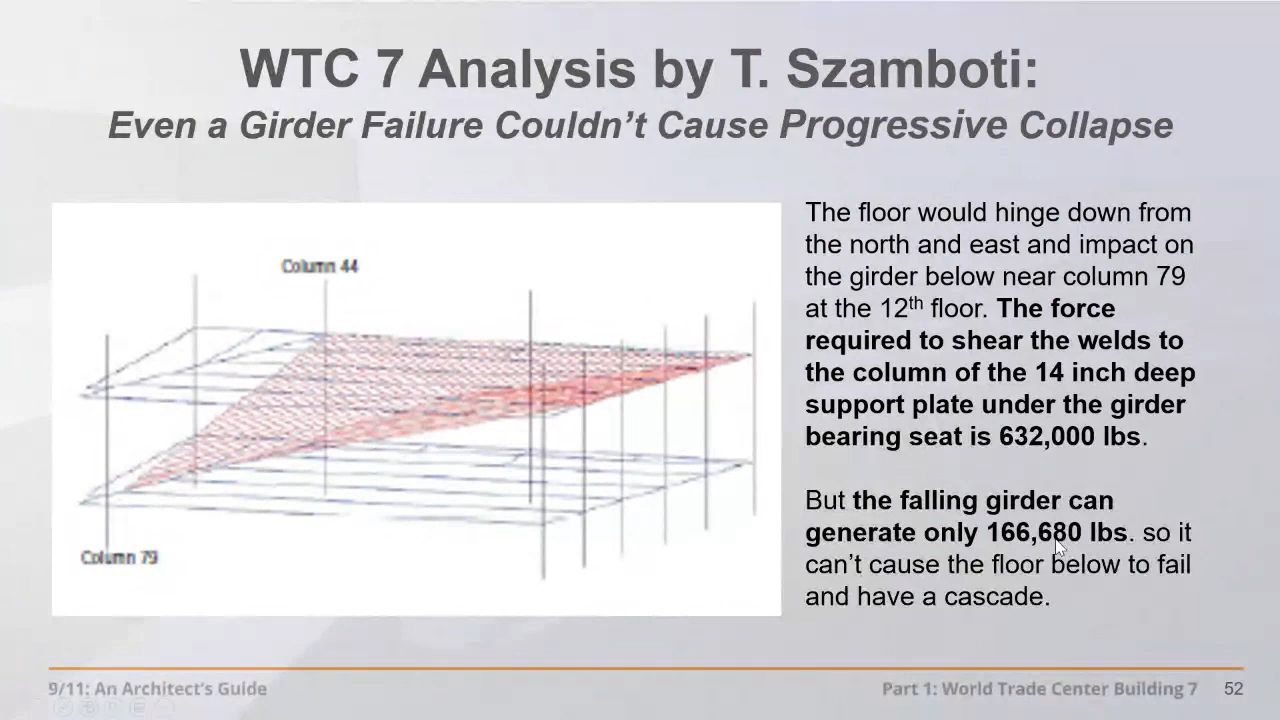 WTC 7 Analysis by T. Szamboti:
Even a Girder Failure Couldn't Cause Progressive Collapse
Column 44
Column 79
The floor would hinge down from
the north and east and impact on
the girder below near column 79
at the 12th floor. The force
required to shear the welds to
the column of the 14 inch deep
support plate under the girder
bearing seat is 632,000 lbs.
But the falling girder can
generate only 166,680 lbs. so it
can't cause the floor below to fail
and have a cascade.
9/11: An Architect's Guide
Part 1: World Trade Center Building 7
52